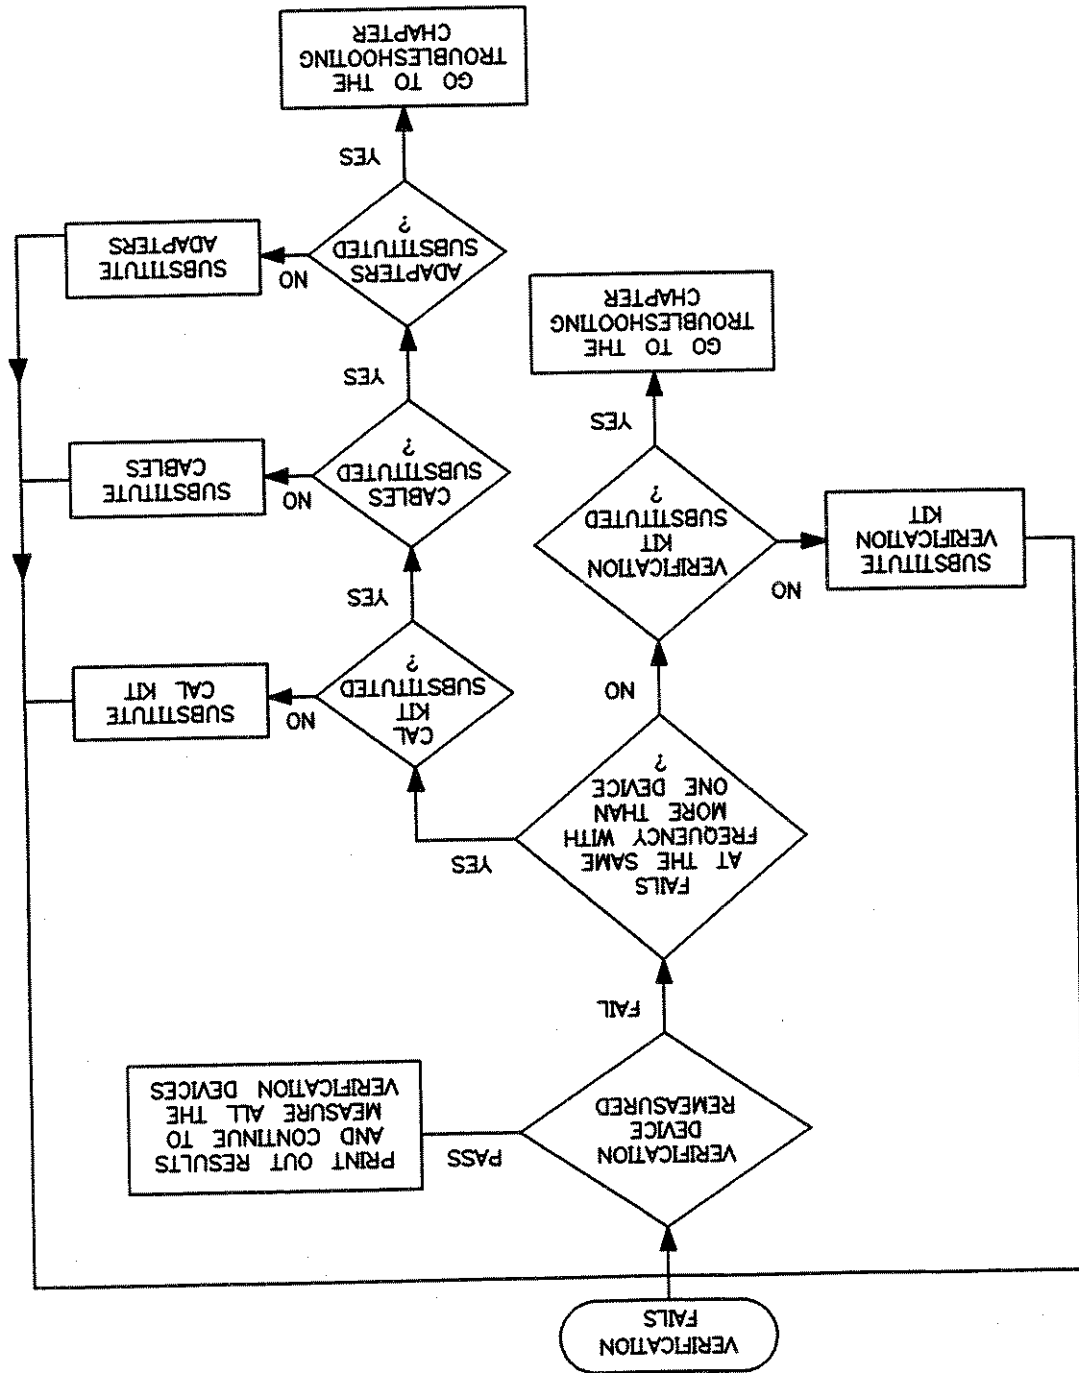 VERIFICATION
FAILS
VERIFICATION
DEVICE
REMEASURED
PASS
PRINT OUT RESULTS
AND CONTINUE TO
MEASURE ALL THE
VERIFICATION DEVICES
FAIL
FAILS
AT THE SAME
FREQUENCY WITH
MORE THAN
ONE DEVICE
?
YES
NO
CAL
KIT
SUBSTITUTED
?
NO
SUBSTITUTE
CAL KIT
YES
VERIFICATION
KIT
SUBSTITUTED
?
NO
SUBSTITUTE
VERIFICATION
KIT
YES
GO TO THE
TROUBLESHOOTING
CHAPTER
CABLES
SUBSTITUTED
?
NO
SUBSTITUTE
CABLES
YES
ADAPTERS
SUBSTITUTED
?
NO
SUBSTITUTE
ADAPTERS
YES
GO TO THE
TROUBLESHOOTING
CHAPTER